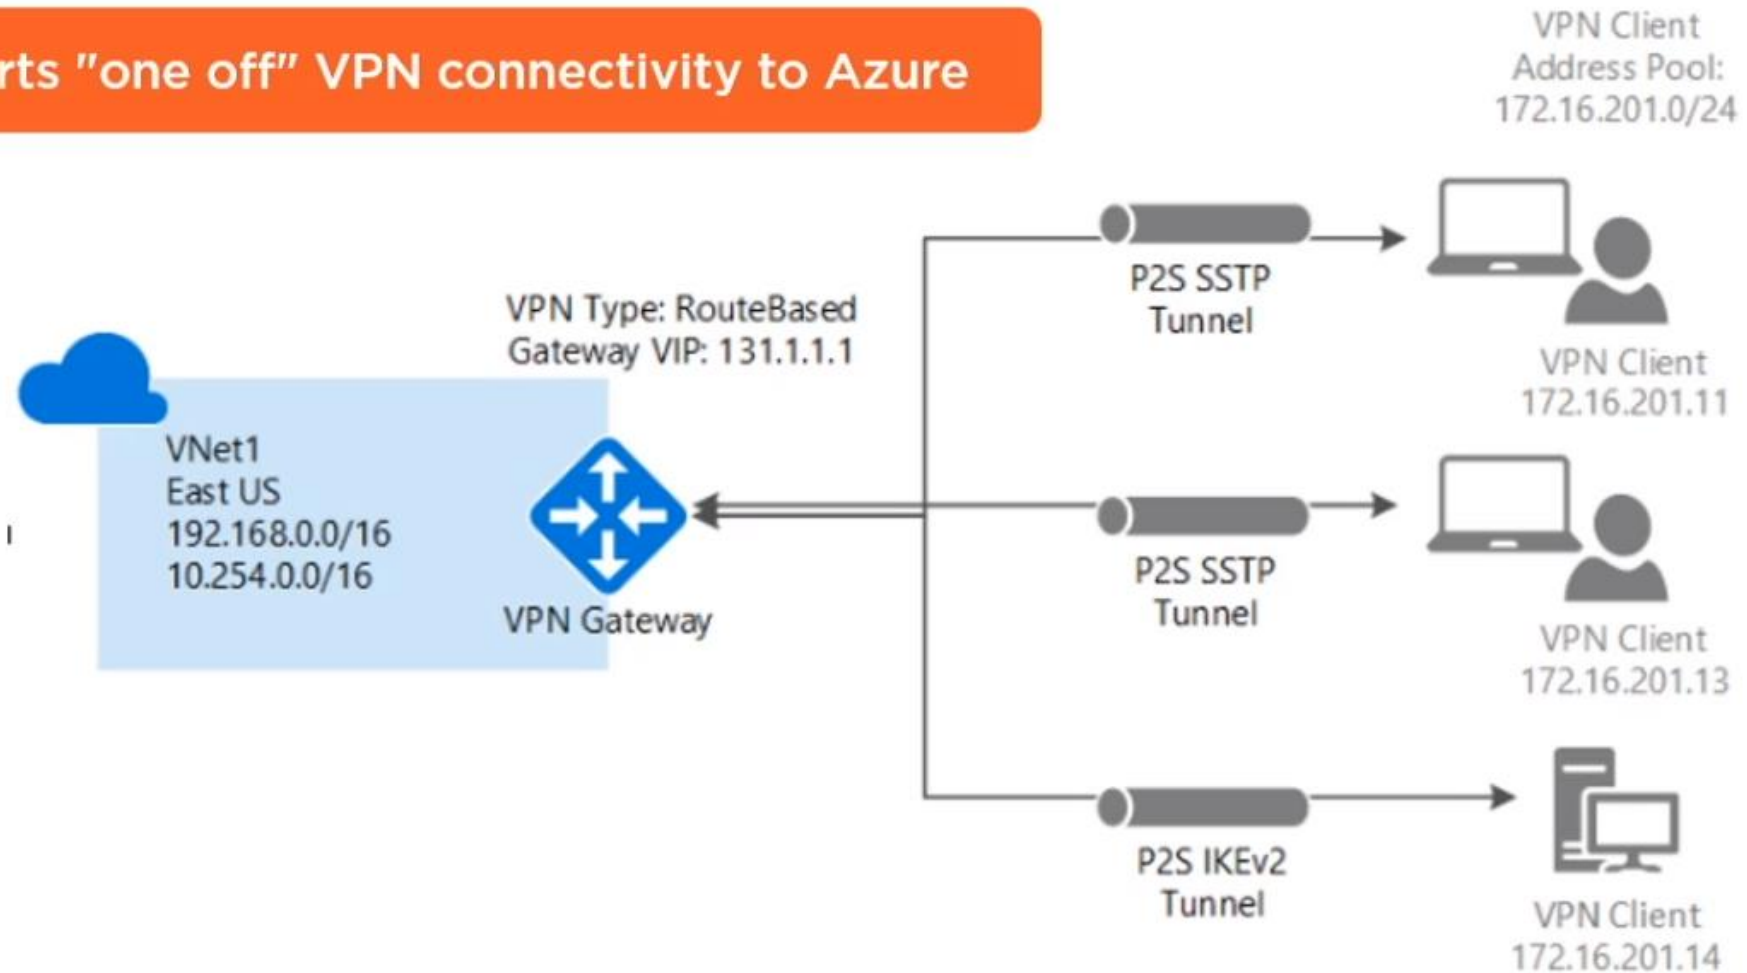 rts "one off" VPN connectivity to Azure
VPN Client
Address Pool:
172.16.201.0/24
P2S SSTP
Tunnel
VPN Type: RouteBased
Gateway VIP: 131.1.1.1
VPN Client
172.16.201.11
VNet1
East US
192.168.0.0/16
10.254.0.0/16
VPN Gateway
P2S SSTP
Tunnel
VPN Client
172.16.201.13
P2S IKEv2
Tunnel
VPN Client
172.16.201.14